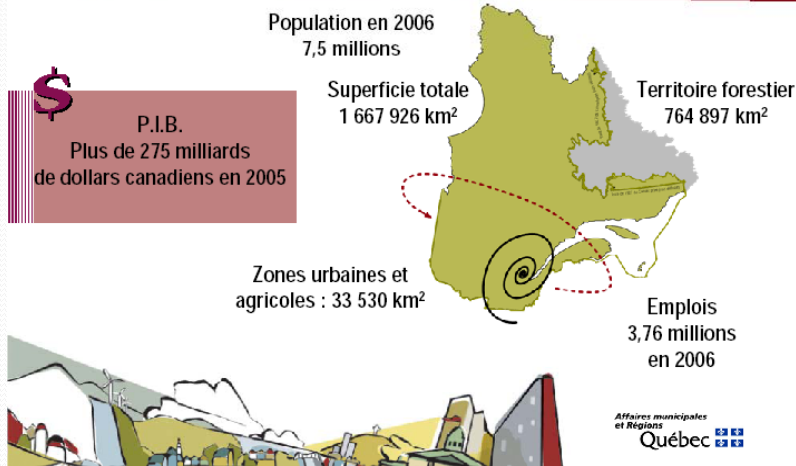 Population en 2006
7,5 millions
Superficie totale
1 667 926 km²
Territoire forestier
764 897 km²
$
P.I.B.
Plus de 275 milliards
de dollars canadiens en 2005
Zones urbaines et
agricoles : 33 530 km²
Emplois
3,76 millions
en 2006
Affaires municipales
et Régions
Québec